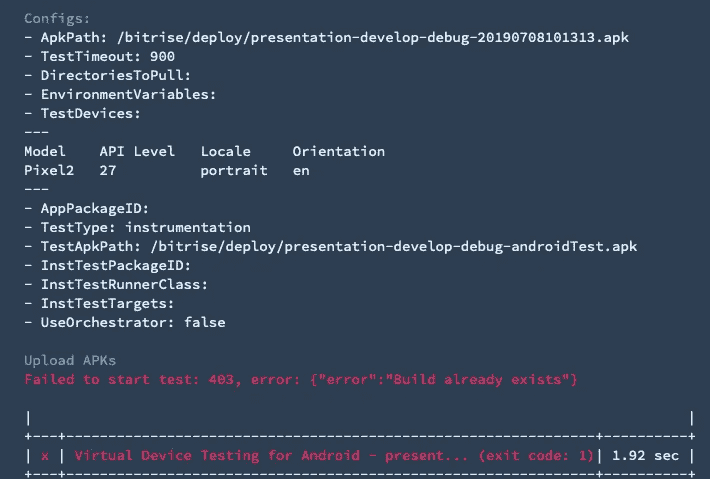 Configs:
- ApkPath: /bitrise/deploy/presentation-develop-debug-20190708101313.apk
- TestTimeout: 900
- DirectoriesToPull:
- EnvironmentVariables:
- TestDevices:
---
Model    API Level   Locale     Orientation
Pixel2   27          portrait   en
---
- AppPackageID:
- TestType: instrumentation
- TestApkPath: /bitrise/deploy/presentation-develop-debug-androidTest.apk
- InstTestPackageID:
- InstTestRunnerClass:
- InstTestTargets:
- UseOrchestrator: false
Upload APKs
Failed to start test: 403, error: {"error":"Build already exists"}
| x | Virtual Device Testing for Android - present... (exit code: 1)| 1.92 sec |